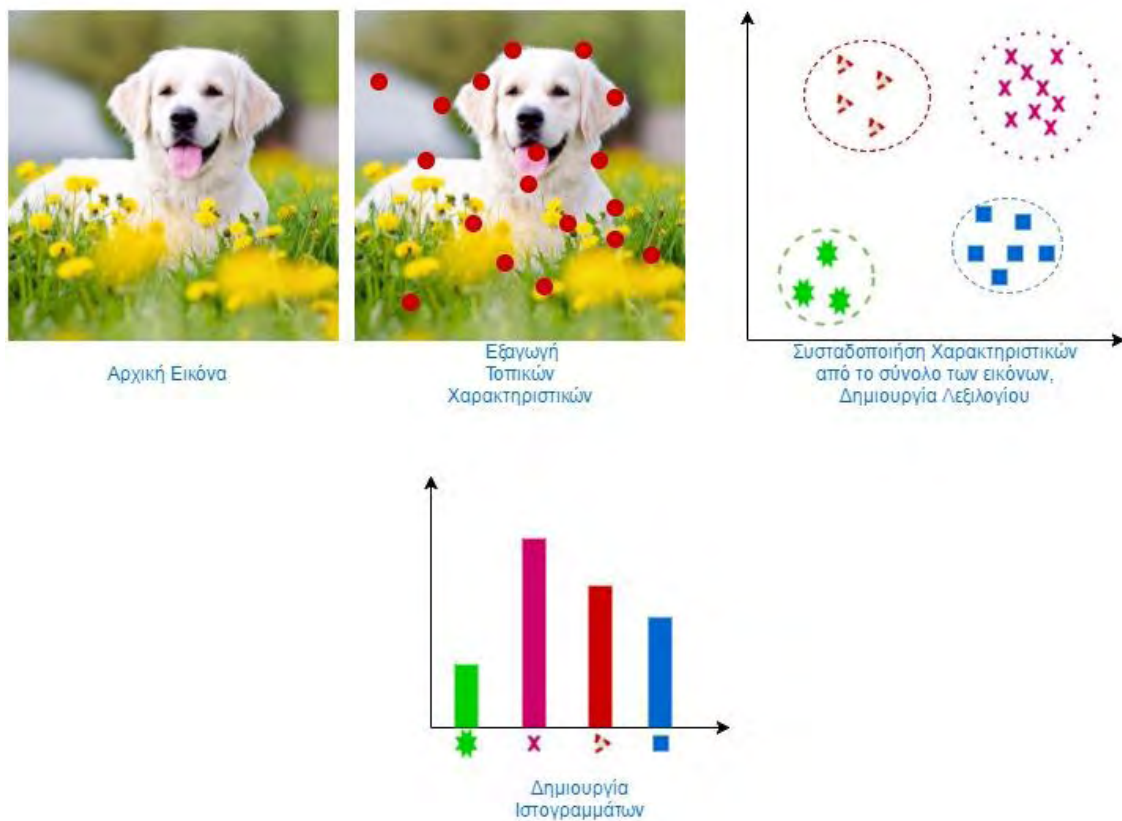 Αρχική Εικόνα
Εξαγωγή
Τοπικών
Χαρακτηριστικών
Συσταδοποιήση Χαρακτηριστικών
από το σύνολο των εικόνων,
Δημιουργία Λεξιλογίου
Δημιουργία
Ιστογραμμάτων